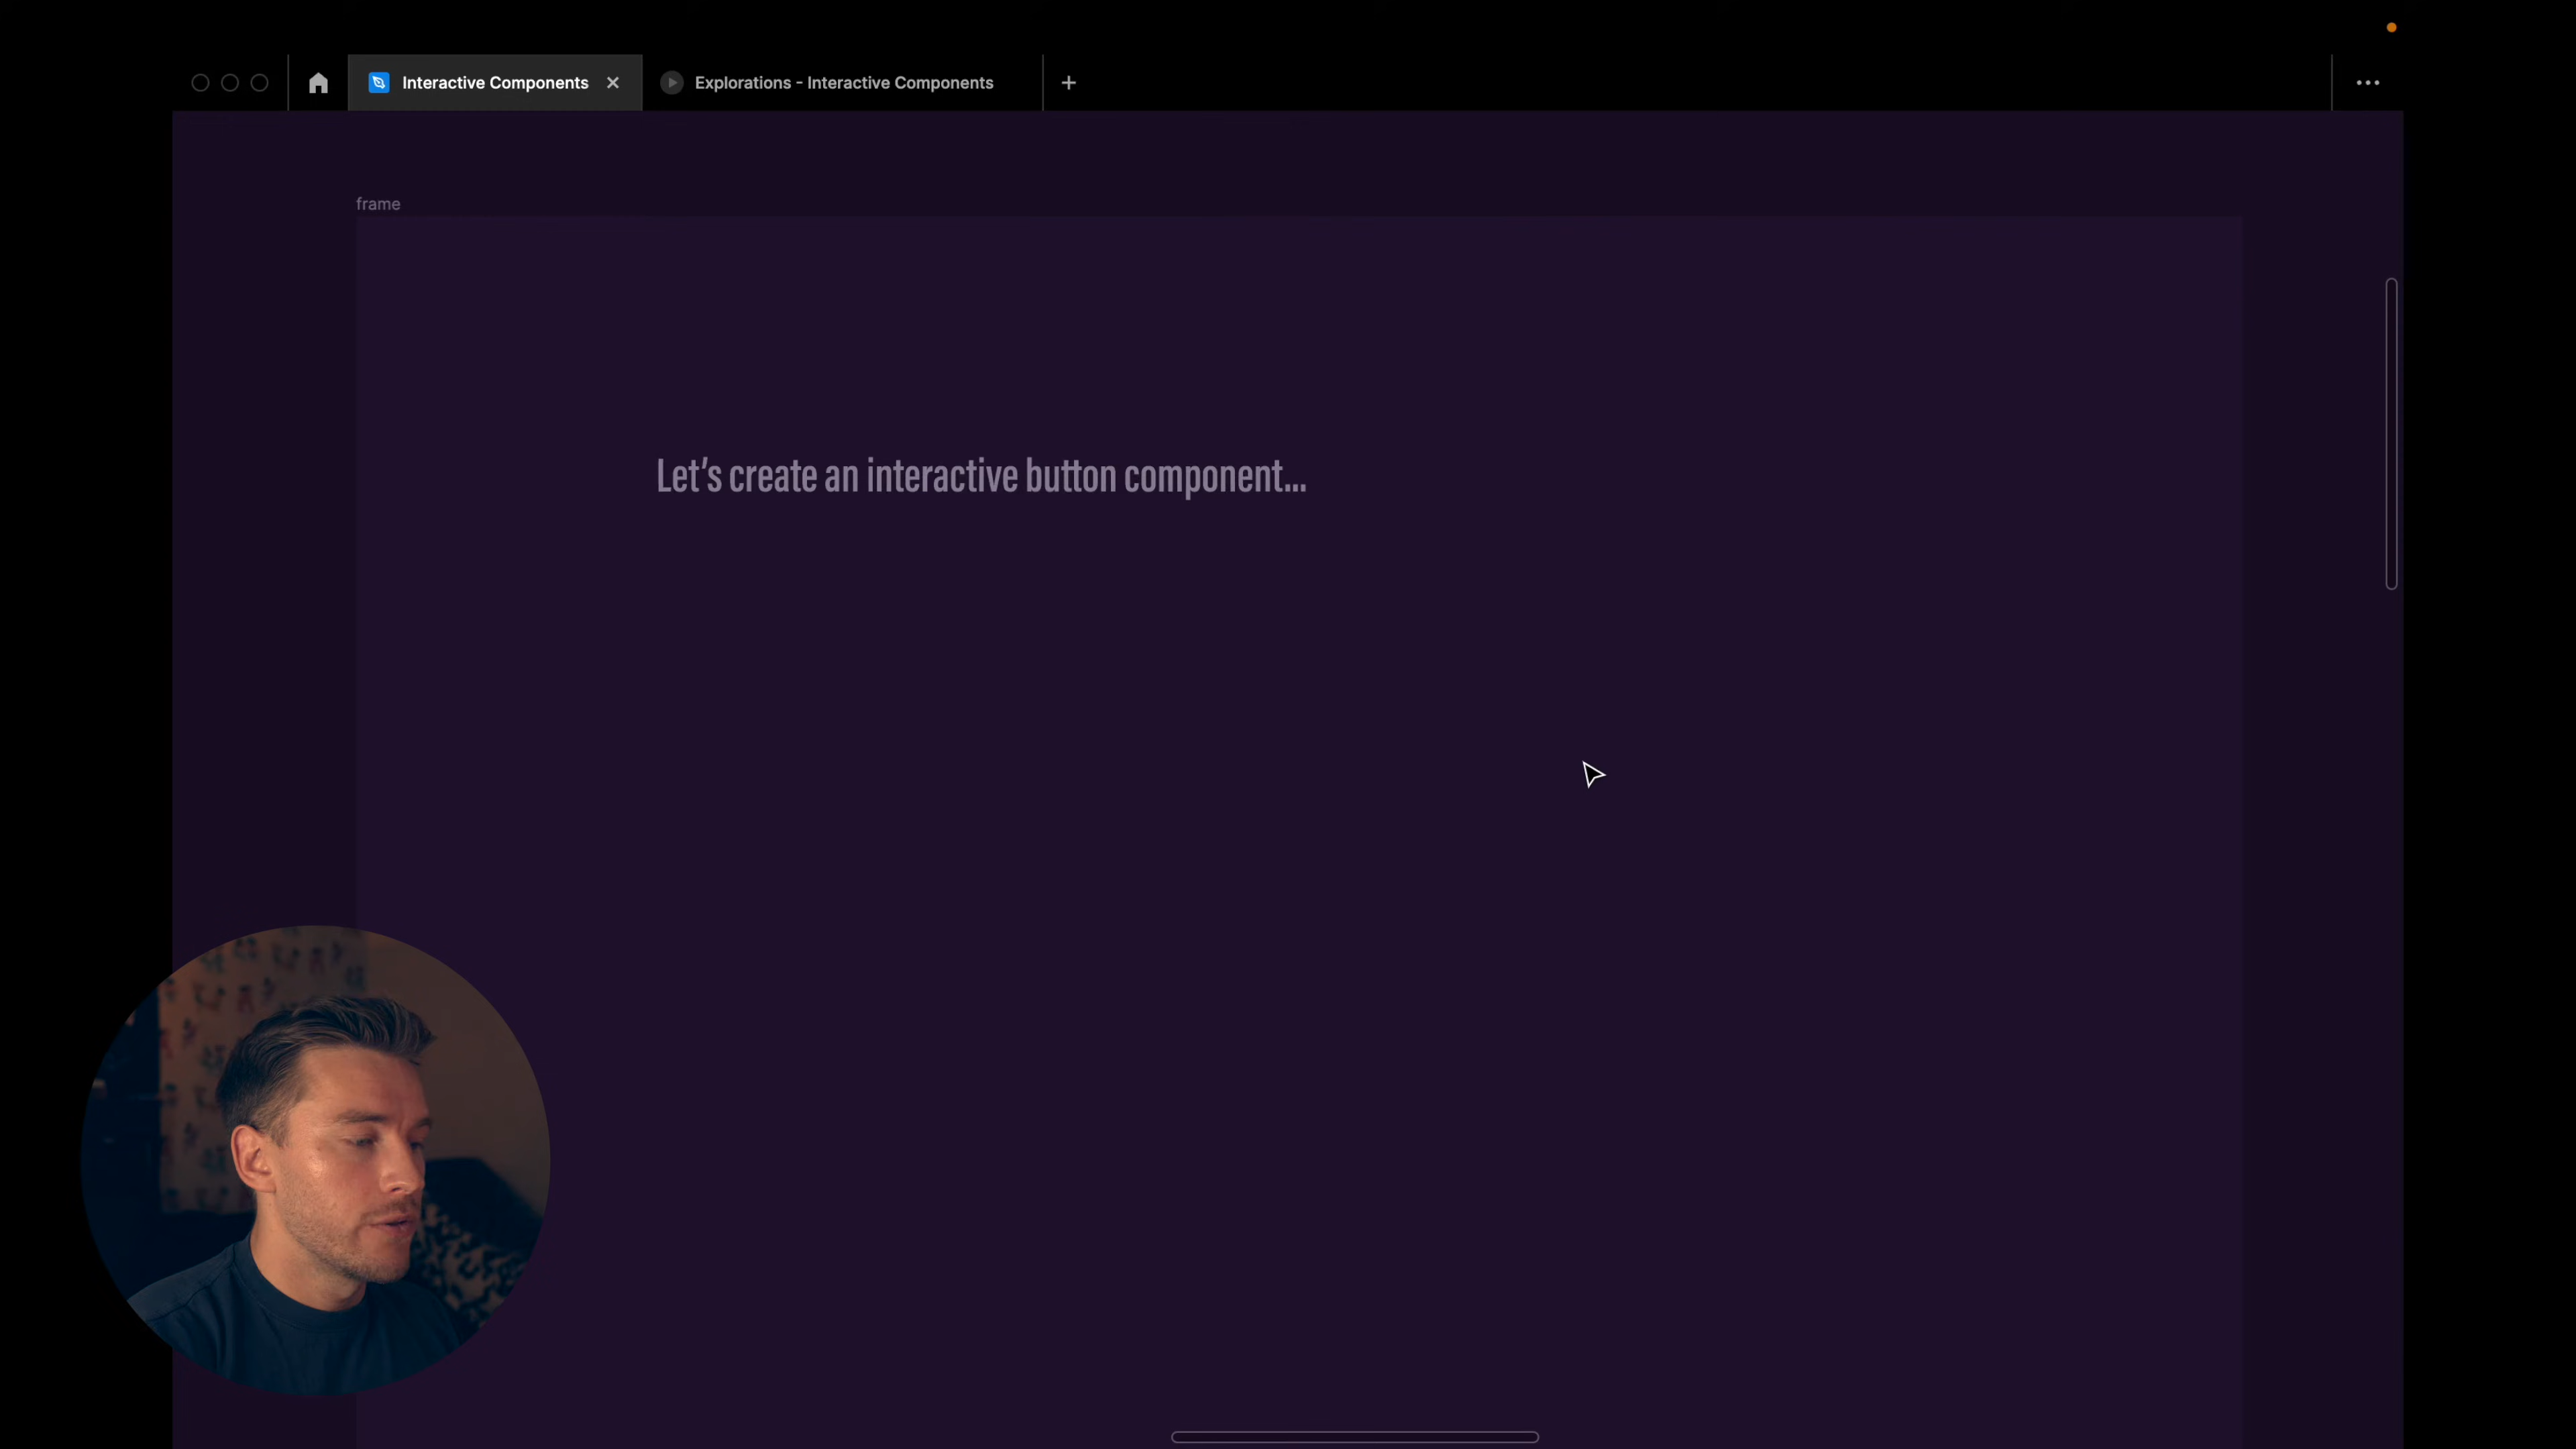 Interactive Components
Explorations - Interactive Components
frame
Let's create an interactive button component...